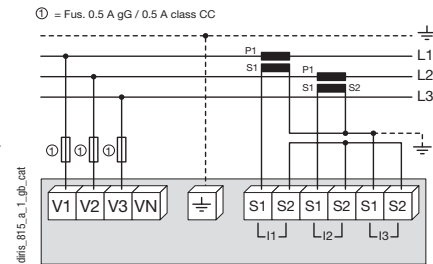 ① = Fus. 0.5 A gG / 0.5 A class CC
P1
L1
S1
P1
L2
S1 S2
L3
① ① ①
V1 V2 V3 VN S1 S2 S1 S2 S1 S2
I1 I2 I3
diris_815_a_1_gb_cat